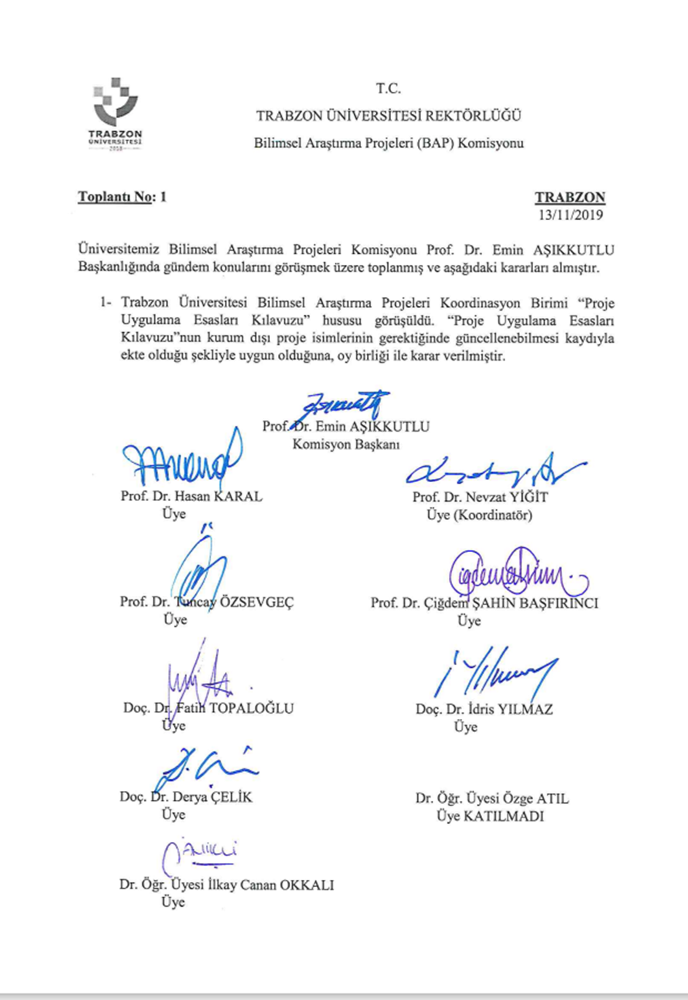 TRABZON
ÜNİVERSİTESİ
2018
T.C.
TRABZON ÜNİVERSİTESİ REKTÖRLÜĞÜ
Bilimsel Araştırma Projeleri (BAP) Komisyonu
Toplantı No: 1
TRABZON
13/11/2019
Üniversitemiz Bilimsel Araştırma Projeleri Komisyonu Prof. Dr. Emin AŞIKKUTLU
Başkanlığında gündem konularını görüşmek üzere toplanmış ve aşağıdaki kararları almıştır.
1- Trabzon Üniversitesi Bilimsel Araştırma Projeleri Koordinasyon Birimi “Proje
Uygulama Esasları Kılavuzu” hususu görüşüldü. “Proje Uygulama Esasları
Kılavuzu”nun kurum dışı proje isimlerinin gerektiğinde güncellenebilmesi kaydıyla
ekte olduğu şekliyle uygun olduğuna, oy birliği ile karar verilmiştir.
Prof. Dr. Emin AŞIKKUTLU
Komisyon Başkanı
Prof. Dr. Hasan KARAL
Üye
Prof. Dr. Nevzat YİĞİT
Üye (Koordinatör)
Prof. Dr. Tuncay ÖZSEVGEÇ
Üye
Prof. Dr. Çiğdem ŞAHİN BAŞFIRINCI
Üye
Doç. Dr. Fatih TOPALOĞLU
Üye
Doç. Dr. İdris YILMAZ
Üye
Doç. Dr. Derya ÇELİK
Üye
Dr. Öğr. Üyesi Özge ATIL
Üye KATILMADI
Dr. Öğr. Üyesi İlkay Canan OKKALI
Üye